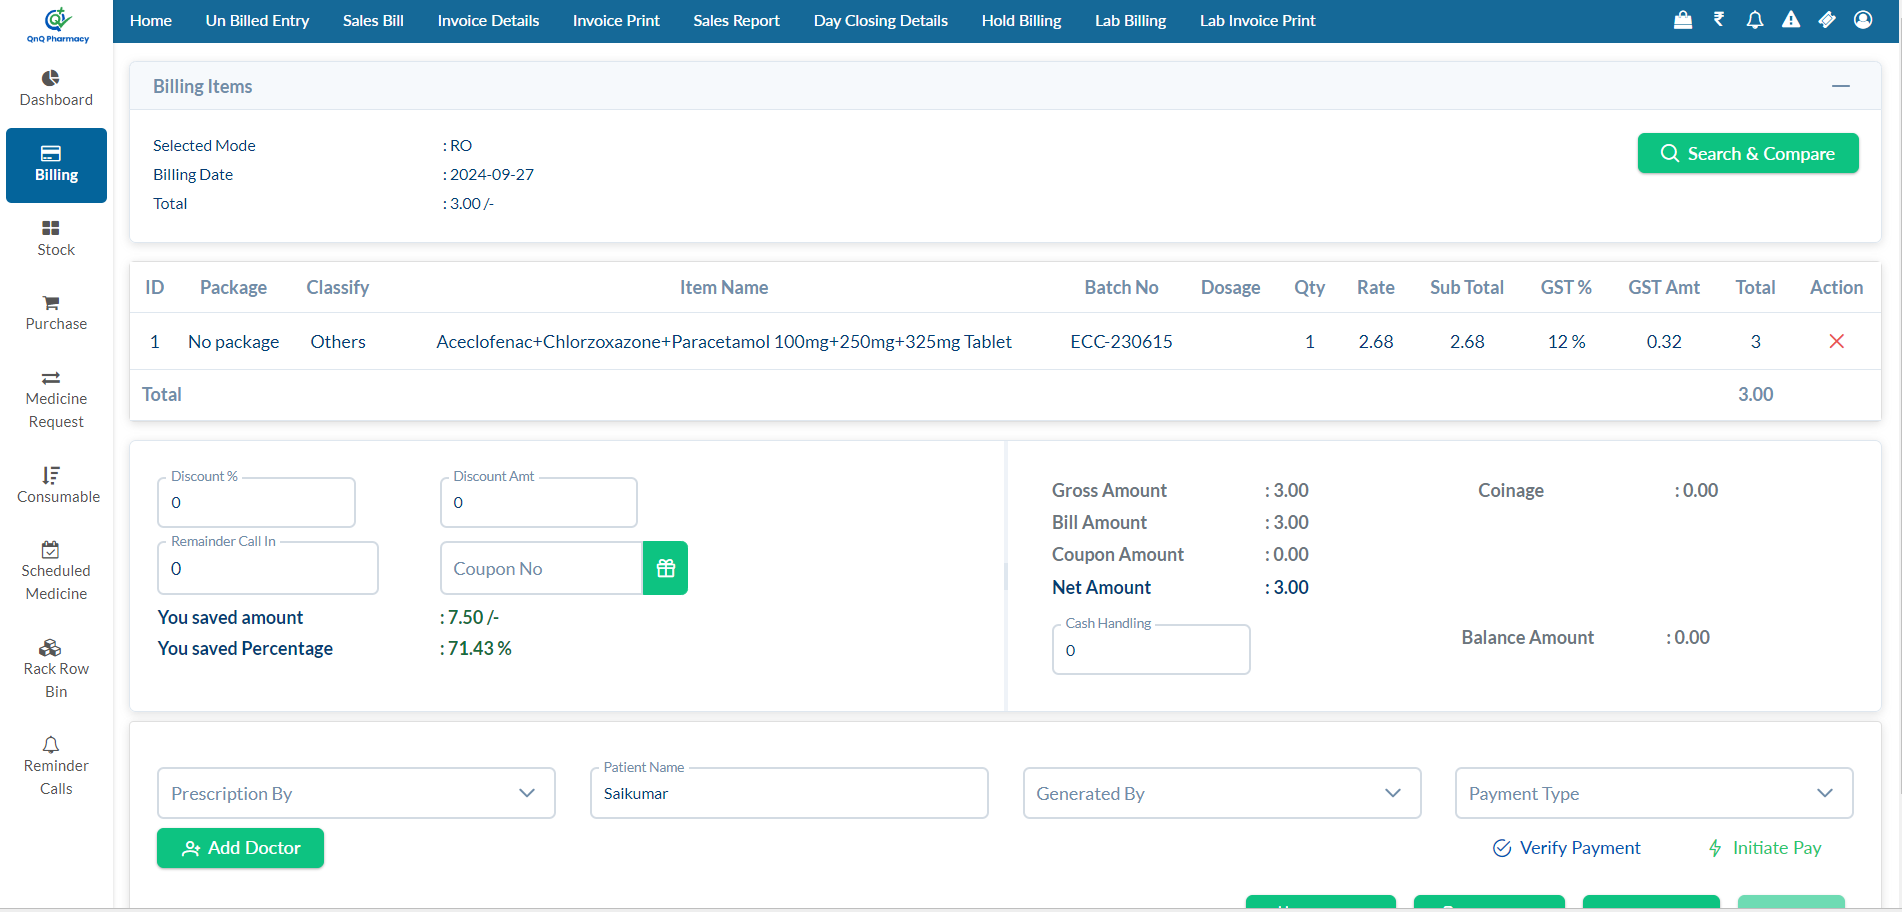 QnQ Pharmacy
Home Un Billed Entry Sales Bill Invoice Details Invoice Print Sales Report Day Closing Details Hold Billing Lab Billing Lab Invoice Print
Dashboard
Billing
Stock
Purchase
Medicine
Request
Consumable
Scheduled
Medicine
Rack Row
Bin
Reminder
Calls
Billing Items
Selected Mode : RO
Search & Compare
Billing Date : 2024-09-27
Total : 3.00 /-
ID Package Classify Item Name Batch No Dosage Qty Rate Sub Total GST % GST Amt Total Action
1 No package Others Aceclofenac+Chlorzoxazone+Paracetamol 100mg+250mg+325mg Tablet ECC-230615 1 2.68 2.68 12 % 0.32 3
Total 3.00
Discount % Discount Amt
0 0
Remainder Call In
0 Coupon No
You saved amount : 7.50 /-
You saved Percentage : 71.43 %
Gross Amount : 3.00 Coinage : 0.00
Bill Amount : 3.00
Coupon Amount : 0.00
Net Amount : 3.00
Cash Handling
0 Balance Amount : 0.00
Patient Name
Prescription By Saikumar Generated By Payment Type
Add Doctor Verify Payment Initiate Pay